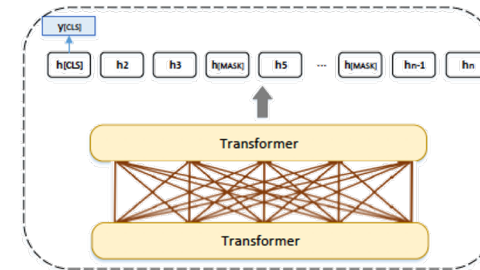 y[CLS]
h[CLS] h2 h3 h[MASK] h5 ... h[MASK] hn-1 hn
Transformer
Transformer